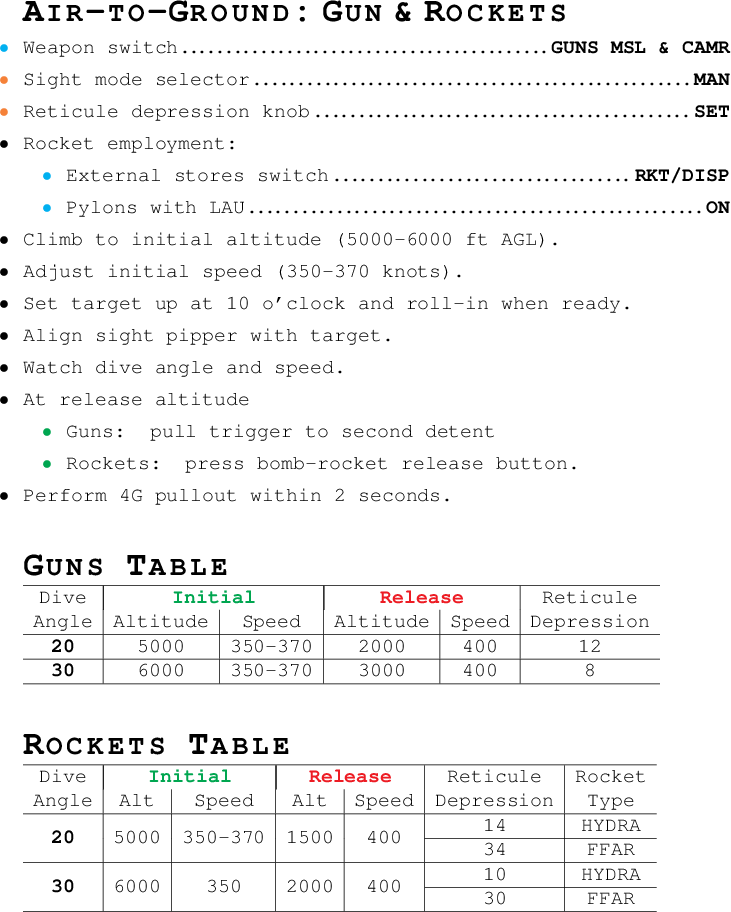 AIR–TO–GROUND: GUN & ROCKETS
• Weapon switch........................................GUNS MSL & CAMR
• Sight mode selector................................................MAN
• Reticule depression knob.........................................SET
• Rocket employment:
• External stores switch.................................RKT/DISP
• Pylons with LAU..................................................ON
• Climb to initial altitude (5000-6000 ft AGL).
• Adjust initial speed (350-370 knots).
• Set target up at 10 o’clock and roll-in when ready.
• Align sight pipper with target.
• Watch dive angle and speed.
• At release altitude
• Guns: pull trigger to second detent
• Rockets: press bomb-rocket release button.
• Perform 4G pullout within 2 seconds.
GUNS TABLE
Dive Initial Release Reticule
Angle Altitude Speed Altitude Speed Depression
20 5000 350-370 2000 400 12
30 6000 350-370 3000 400 8
ROCKETS TABLE
Dive Initial Release Reticule Rocket
Angle Alt Speed Alt Speed Depression Type
20 5000 350-370 1500 400 14 HYDRA
34 FFAR
30 6000 350 2000 400 10 HYDRA
30 FFAR